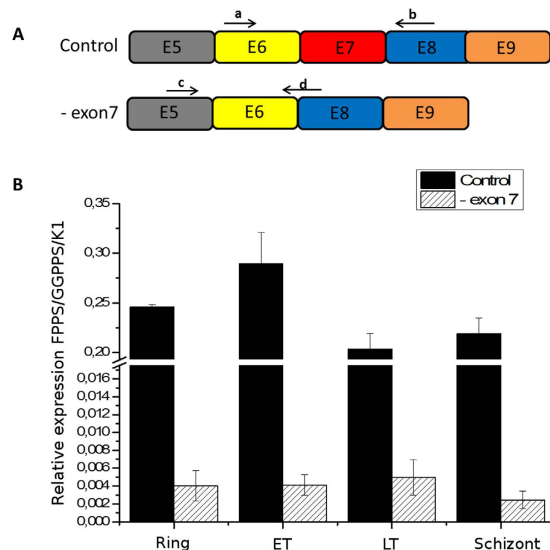 A
a
b
Control
E5
E6
E7
E8
E9
c
d
- exon7
E5
E6
E8
E9
B
Control
- exon 7
Relative expression FPPS/GGPPS/K1
0,35
0,30
0,25
0,20
0,016
0,014
0,012
0,010
0,008
0,006
0,004
0,002
0,000
Ring
ET
LT
Schizont